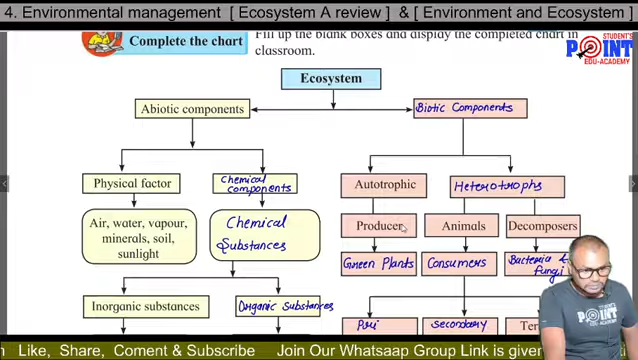 4. Environmental management [ Ecosystem A review ] & [ Environment and Ecosystem ]
Complete the chart
Fill up the blank boxes and display the completed chart in
classroom.
STUDENT'S
POINT
EDU-ACADEMY
Ecosystem
Abiotic components
Biotic Components
Physical factor
Chemical
components
Autotrophic
Heterotrophs
Air, water, vapour,
minerals, soil,
sunlight
Chemical
Substances
Producer
Animals
Decomposers
Green Plants
Consumers
Bacteria &
fungi
Inorganic substances
Organic Substances
Pri
secondary
Like, Share, Coment & Subscribe Join Our Whatsaap Group Link is given